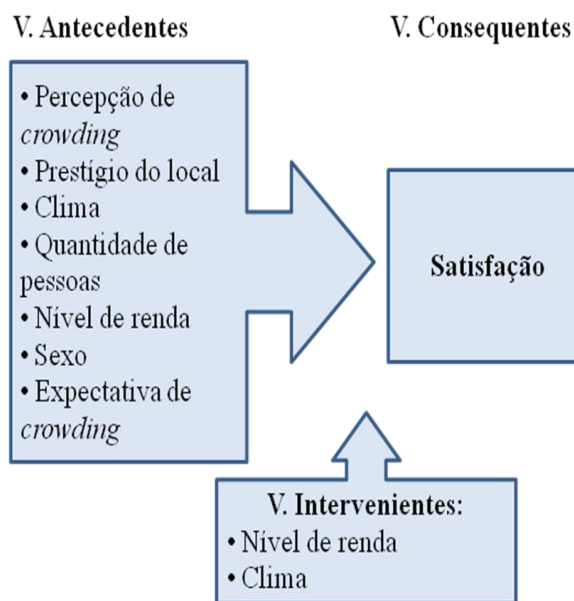 V. Antecedentes
V. Consequentes
• Percepção de
crowding
• Prestígio do local
• Clima
• Quantidade de
pessoas
• Nível de renda
• Sexo
• Expectativa de
crowding
Satisfação
V. Intervenientes:
• Nível de renda
• Clima